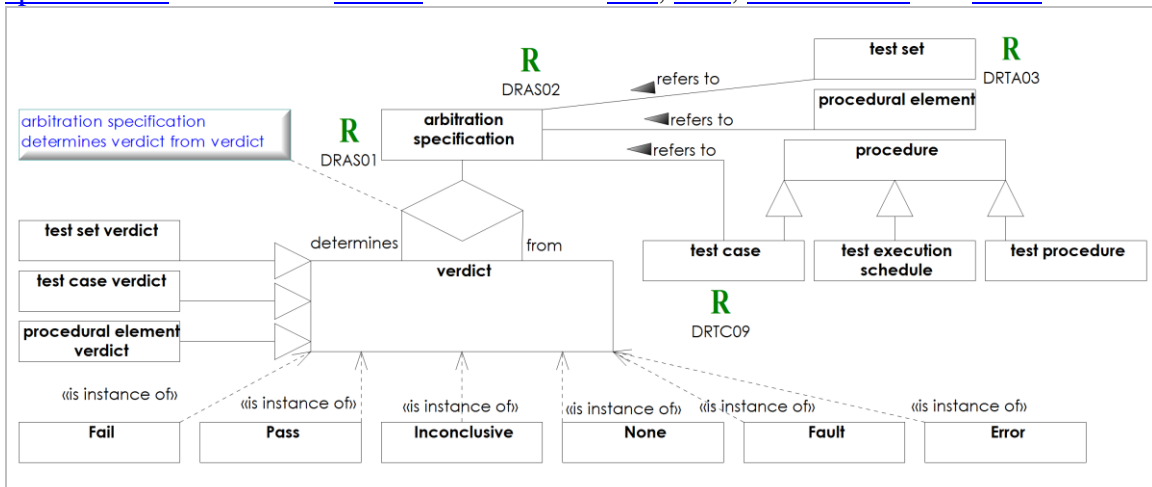 test set
R
DRTA03
R
DRAS02
refers to
procedural element
arbitration specification
determines verdict from verdict
R
DRAS01
arbitration
specification
refers to
refers to
procedure
test set verdict
determines
from
test case
test execution
schedule
test procedure
verdict
test case verdict
R
DRTC09
procedural element
verdict
«is instance of»
«is instance of»
«is instance of»
«is instance of»
«is instance of»
Fail
Pass
Inconclusive
None
Fault
Error